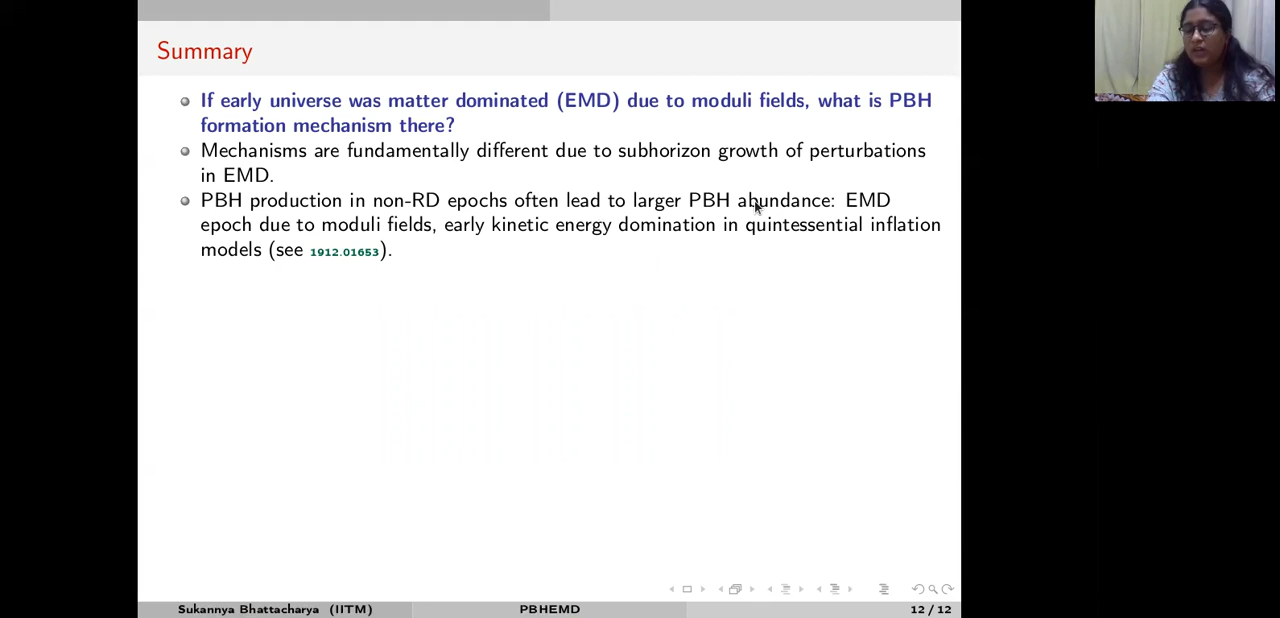 Summary
If early universe was matter dominated (EMD) due to moduli fields, what is PBH
formation mechanism there?
Mechanisms are fundamentally different due to subhorizon growth of perturbations
in EMD.
PBH production in non-RD epochs often lead to larger PBH abundance: EMD
epoch due to moduli fields, early kinetic energy domination in quintessential inflation
models (see 1912.01653).
Sukannya Bhattacharya (IITM) PBHEMD 12 / 12